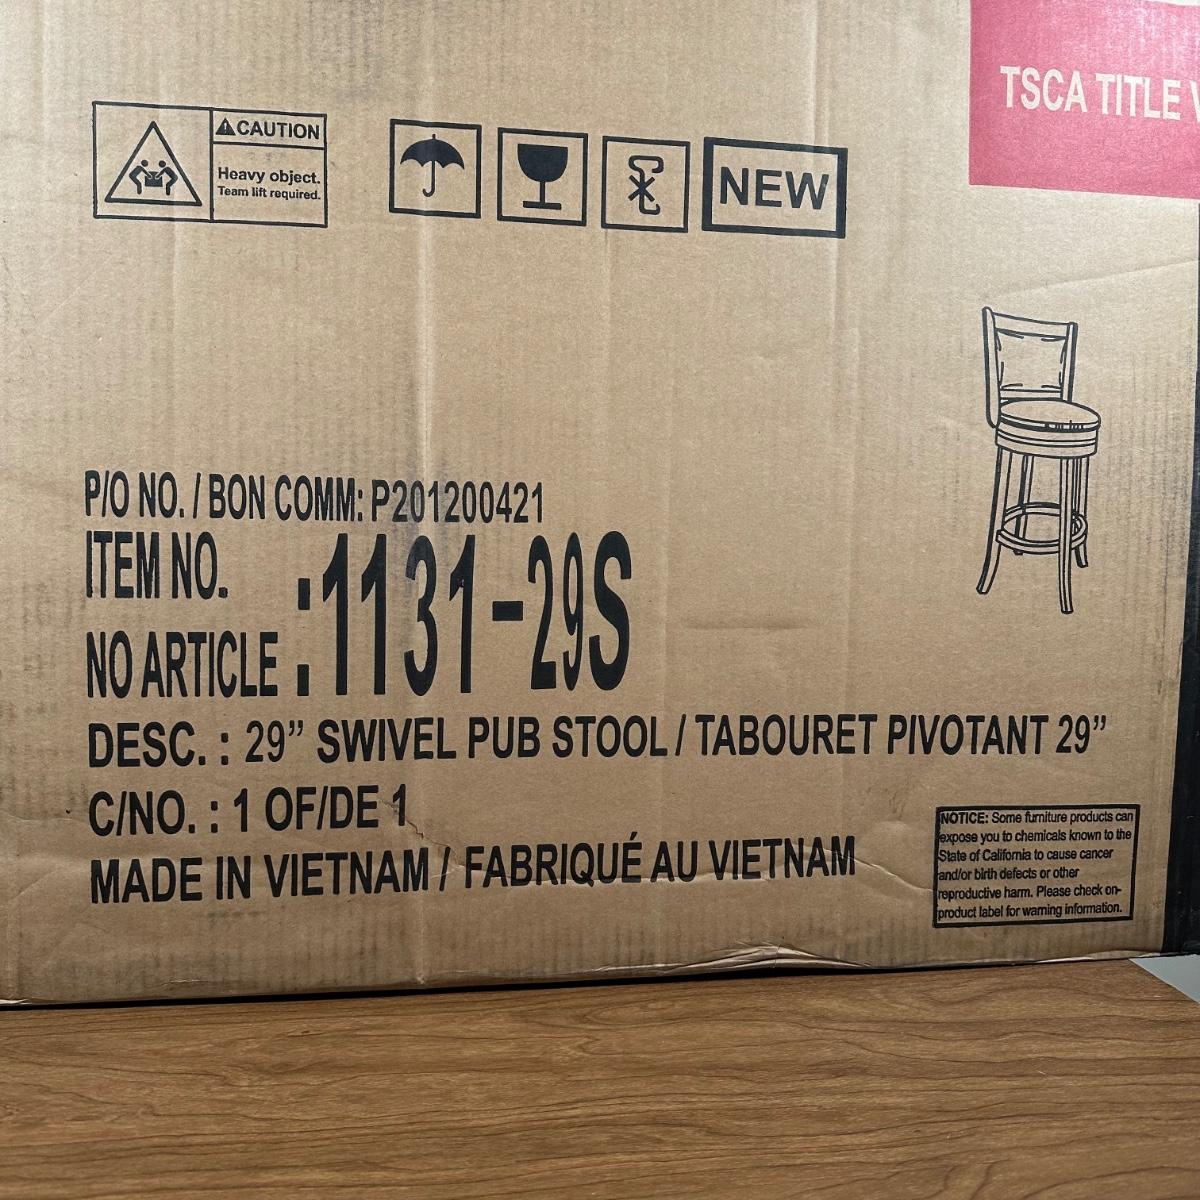 TSCA TITLE
CAUTION
Heavy object.
Team lift required.
NEW
P/O NO. / BON COMM: P201200421
ITEM NO.
NO ARTICLE : 1131-29S
DESC. : 29” SWIVEL PUB STOOL / TABOURET PIVOTANT 29”
C/NO. : 1 OF/DE 1
MADE IN VIETNAM / FABRIQUÉ AU VIETNAM
NOTICE: Some furniture products can
expose you to chemicals known to the
State of California to cause cancer
and/or birth defects or other
reproductive harm. Please check on-
product label for warning information.